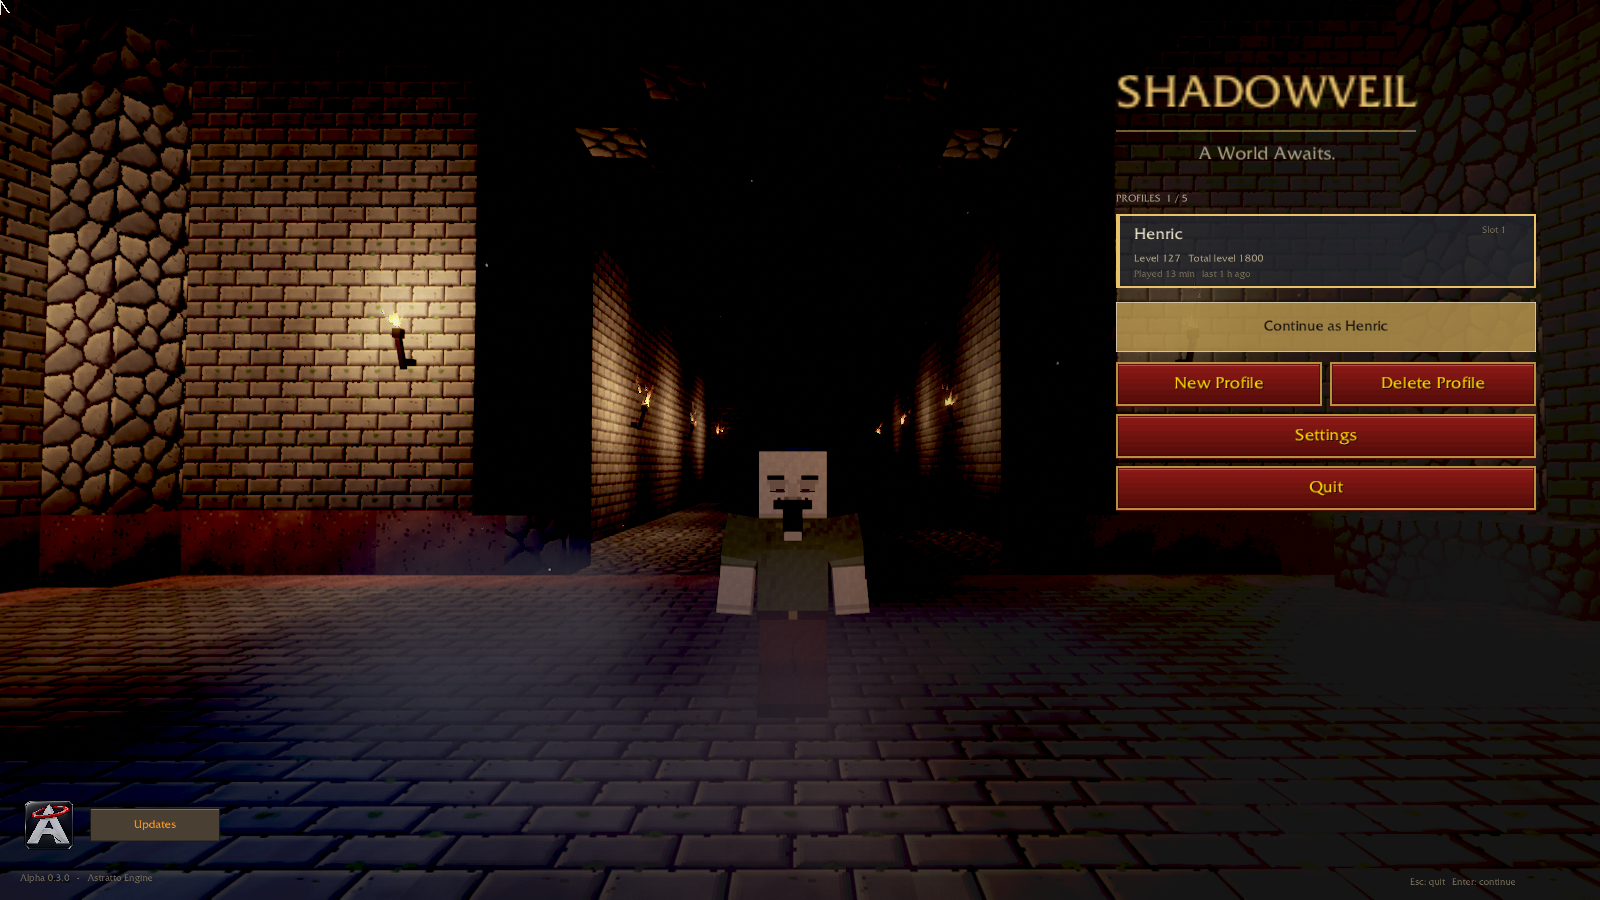 SHADOWVEIL
A World Awaits.
PROFILES 1 / 5
Henric
Slot 1
Level 127 Total level 1800
Played 13 min last 1 h ago
Continue as Henric
New Profile
Delete Profile
Settings
Quit
Updates
Alpha 0.3.0 - Astratto Engine
Esc: quit Enter: continue